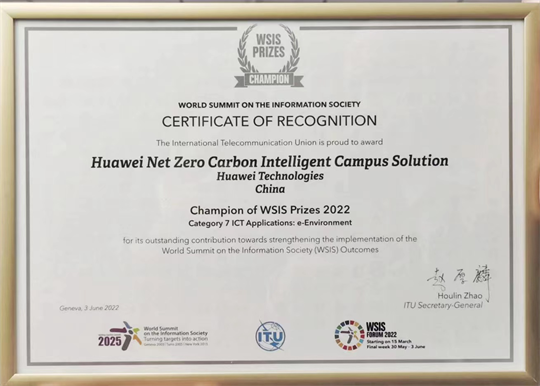 WSIS
PRIZES
CHAMPION
WORLD SUMMIT ON THE INFORMATION SOCIETY
CERTIFICATE OF RECOGNITION
The International Telecommunication Union is proud to award
Huawei Net Zero Carbon Intelligent Campus Solution
Huawei Technologies
China
Champion of WSIS Prizes 2022
Category 7 ICT Applications: e-Environment
for its outstanding contribution towards strengthening the implementation of the
World Summit on the Information Society (WSIS) Outcomes
赵厚麟
Houlin Zhao
ITU Secretary-General
Geneva, 3 June 2022
2025
World Summit
on the Information Society
Turning targets into action
ITU
WSIS
FORUM 2022
Starting on 15 March
Final week 30 May - 3 June